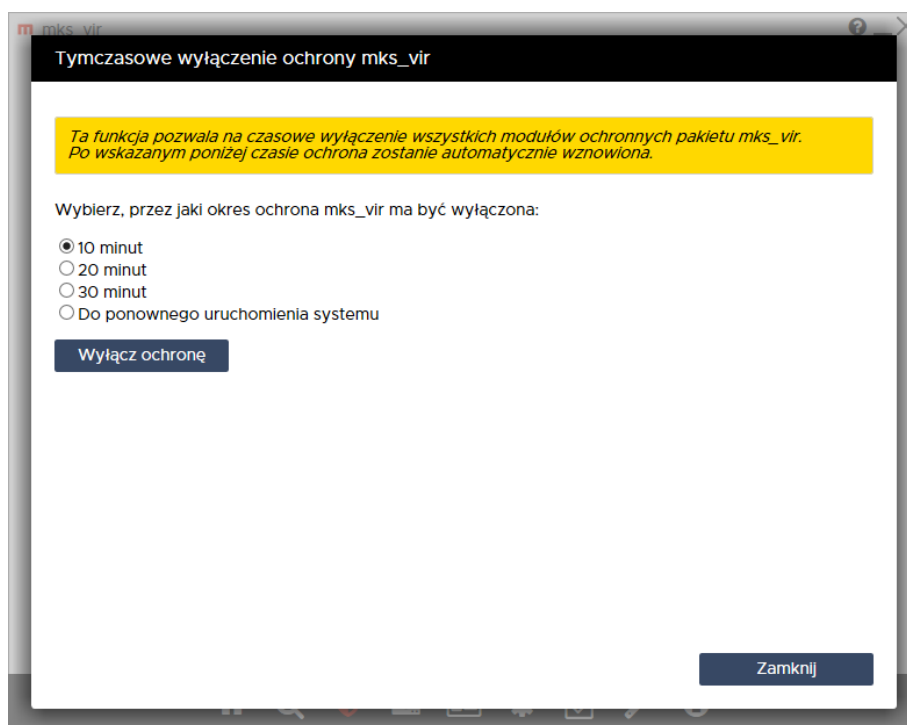 m mks_vir
Tymczasowe wyłączenie ochrony mks_vir
Ta funkcja pozwala na czasowe wyłączenie wszystkich modułów ochronnych pakietu mks_vir.
Po wskazanym poniżej czasie ochrona zostanie automatycznie wznowiona.
Wybierz, przez jaki okres ochrona mks_vir ma być wyłączona:
10 minut
20 minut
30 minut
Do ponownego uruchomienia systemu
Wyłącz ochronę
Zamknij